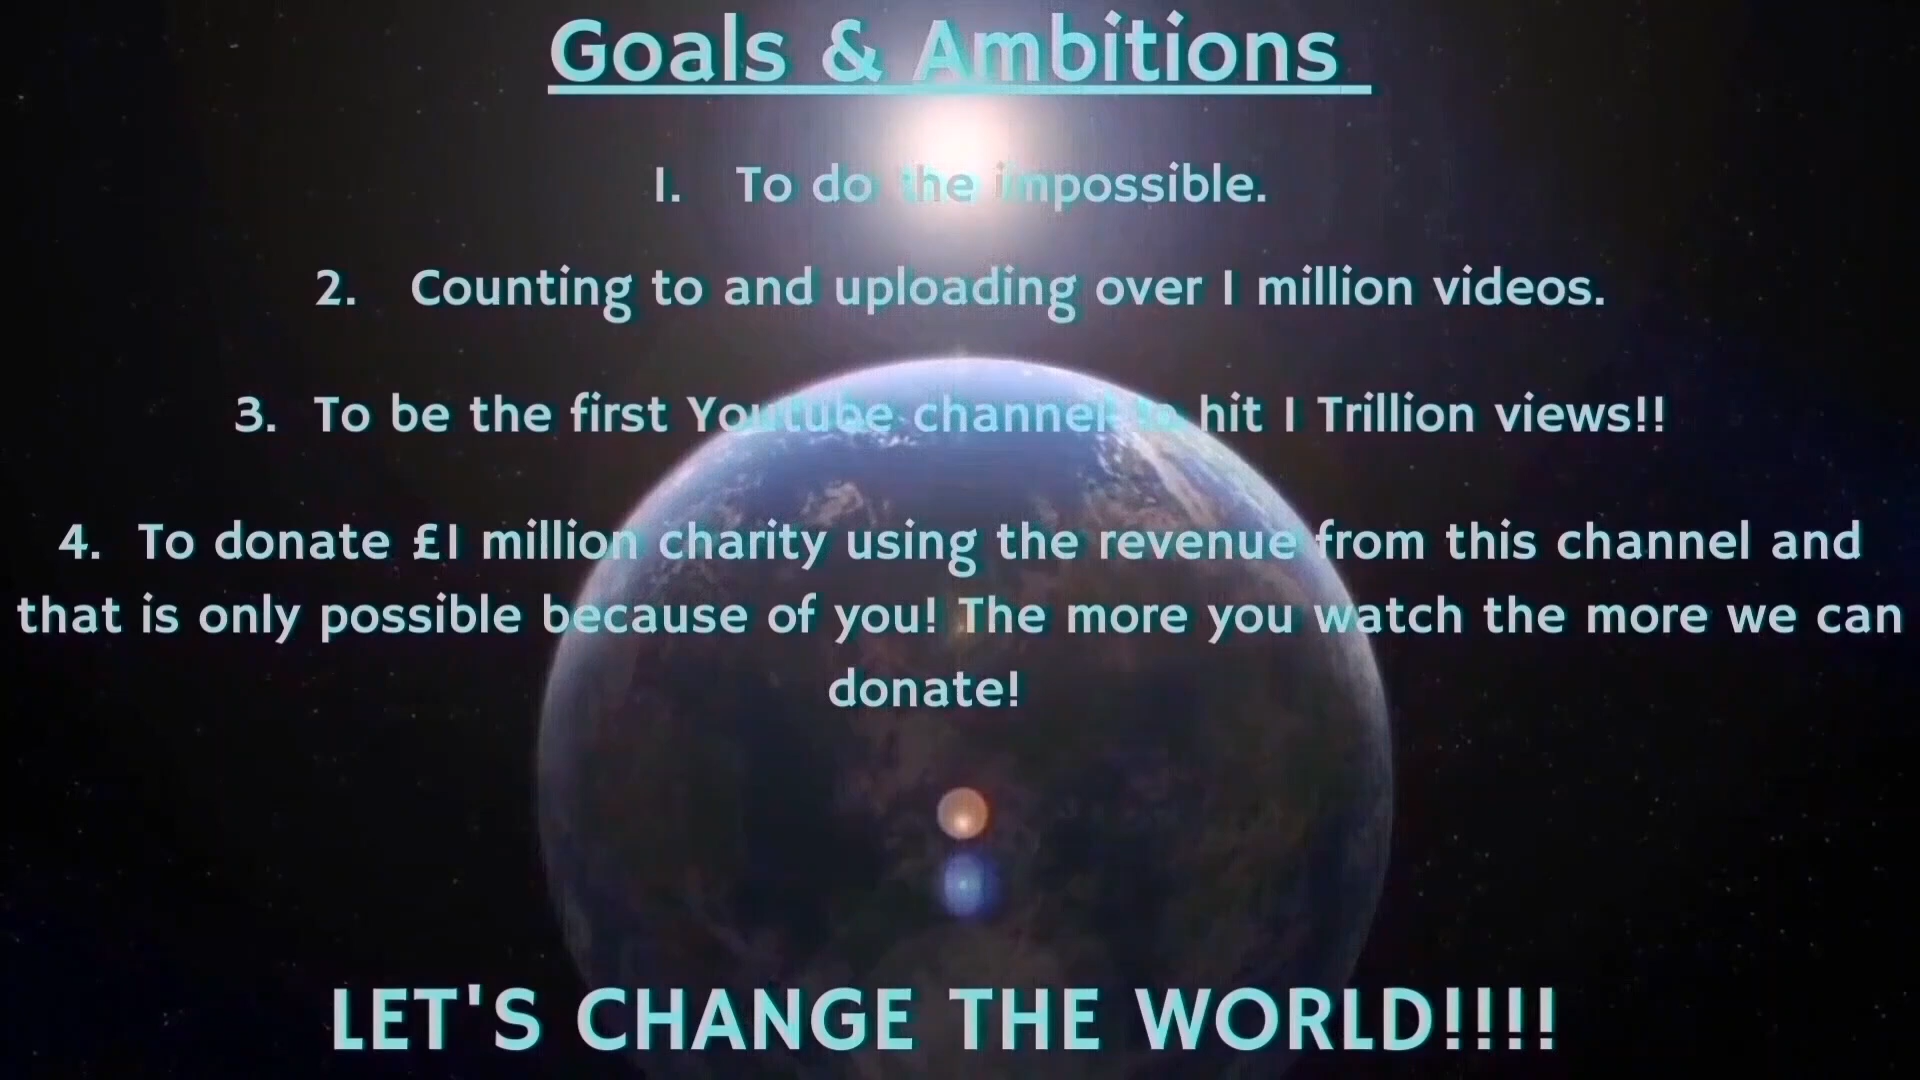 Goals & Ambitions
1. To do the impossible.
2. Counting to and uploading over 1 million videos.
3. To be the first Youtube channel to hit 1 Trillion views!!
4. To donate £1 million charity using the revenue from this channel and
that is only possible because of you! The more you watch the more we can
donate!
LET'S CHANGE THE WORLD!!!!